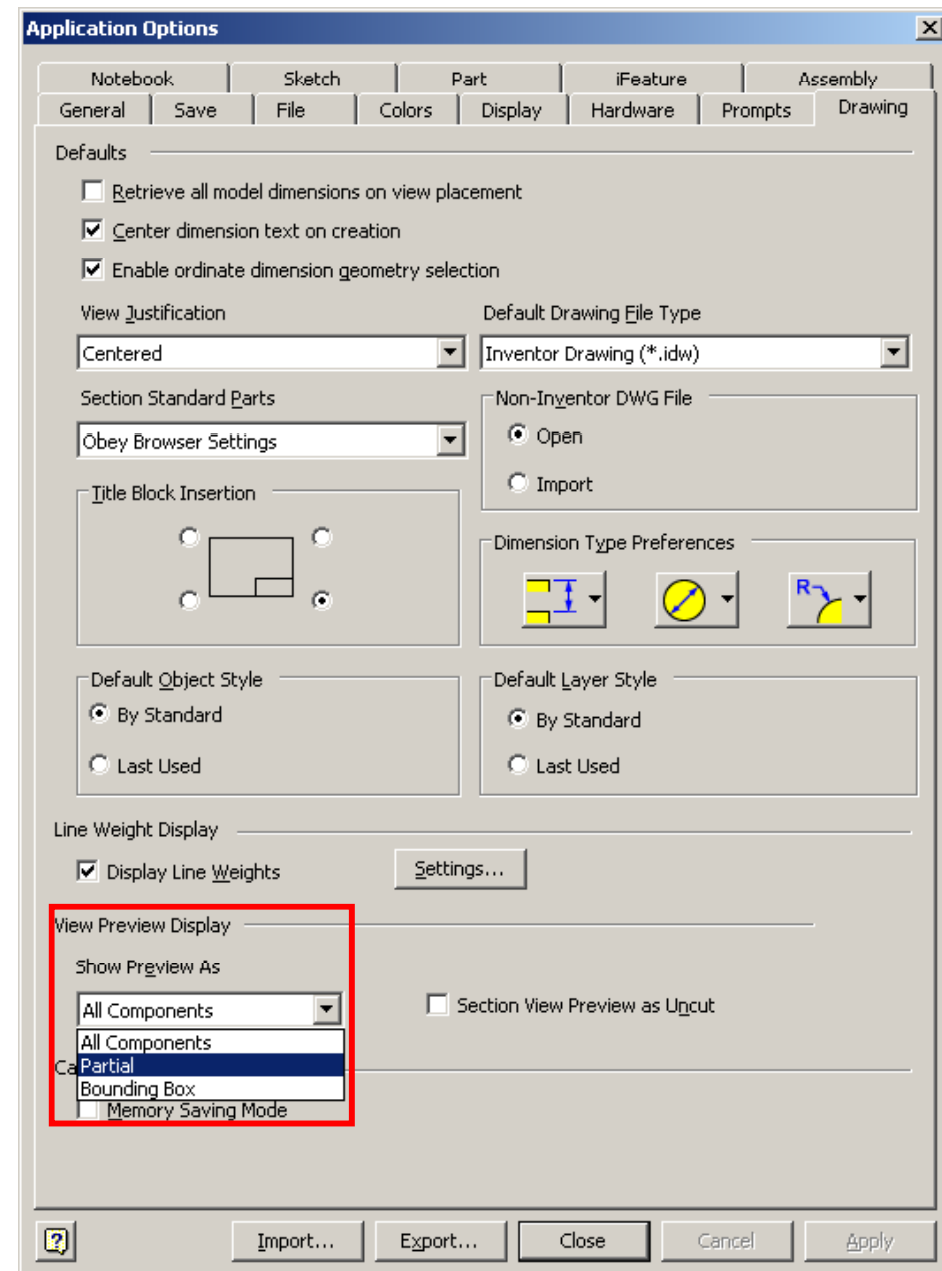 Application Options
Notebook Sketch Part iFeature Assembly
General Save File Colors Display Hardware Prompts Drawing
Defaults
Retrieve all model dimensions on view placement
Center dimension text on creation
Enable ordinate dimension geometry selection
View Justification Default Drawing File Type
Centered Inventor Drawing (*.idw)
Section Standard Parts Non-Inventor DWG File
Obey Browser Settings Open
Import
Title Block Insertion
Dimension Type Preferences
R
Default Object Style Default Layer Style
By Standard By Standard
Last Used Last Used
Line Weight Display
Display Line Weights Settings...
View Preview Display
Show Preview As
All Components Section View Preview as Uncut
All Components
Ca Partial
Bounding Box
Memory Saving Mode
? Import... Export... Close Cancel Apply